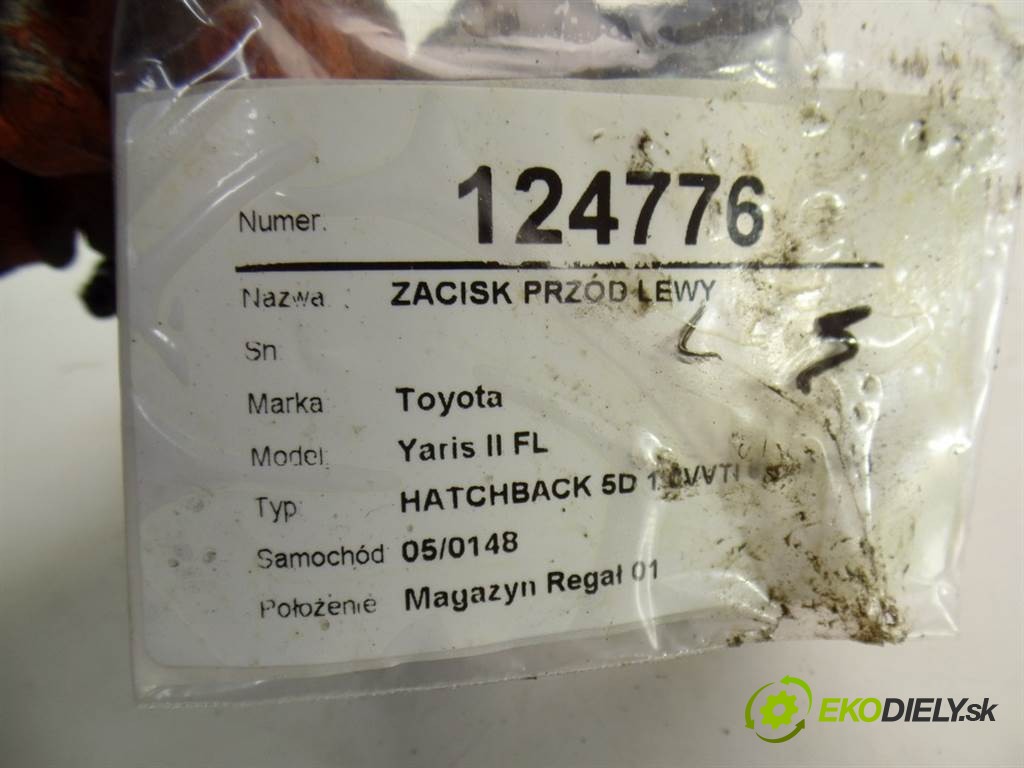 Numer: 124776
Nazwa: ZACISK PRZÓD LEWY
Sn:
Marka: Toyota
Model: Yaris II FL
Typ: HATCHBACK 5D
Samochód 05/0148
Położenie Magazyn Regał 01
EKODIELY.sk